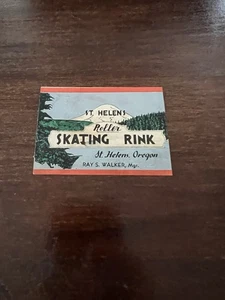 ST. HELENS
Roller
SKATING RINK
St. Helens, Oregon
RAY S. WALKER, Mgr.